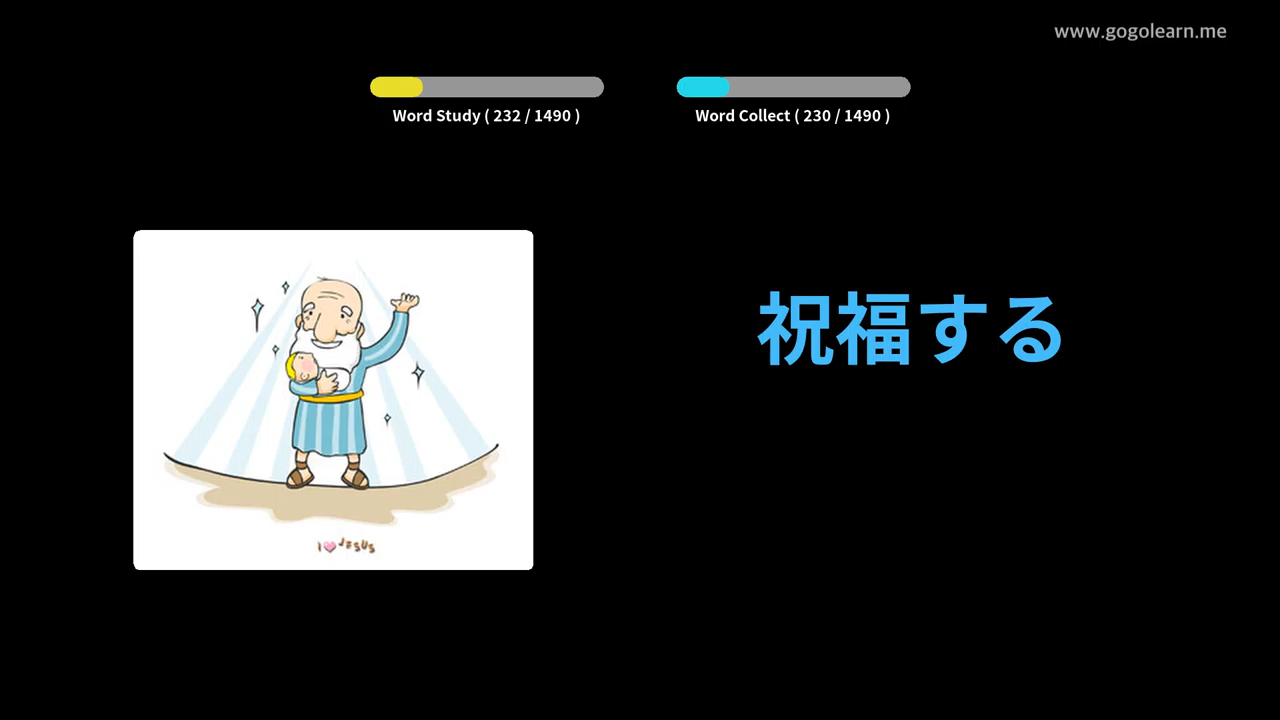 www.gogolearn.me
Word Study ( 232 / 1490 )
Word Collect ( 230 / 1490 )
祝福する
I ♥ JESUS